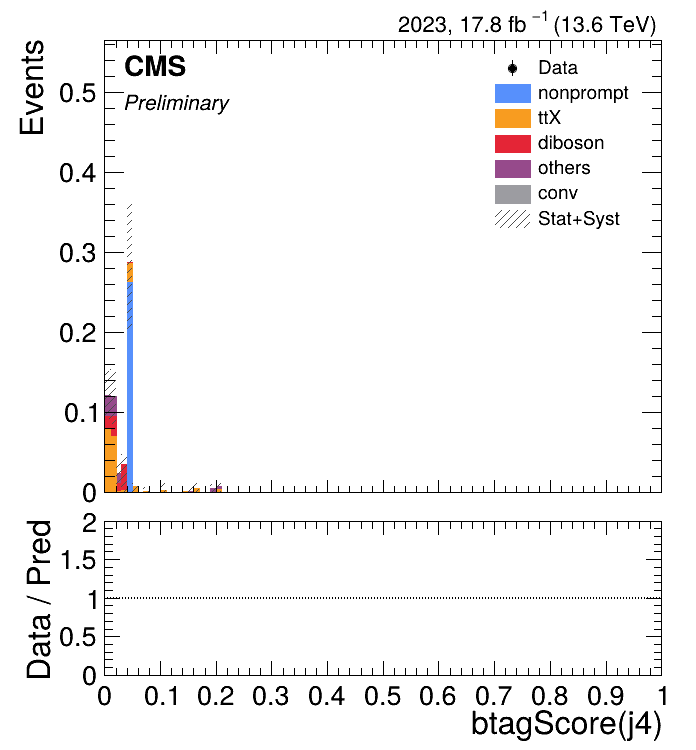 2023, 17.8 fb⁻¹ (13.6 TeV)
CMS
Preliminary
Events
Data
nonprompt
ttX
diboson
others
conv
Stat+Syst
0.5
0.4
0.3
0.2
0.1
0
Data / Pred
2
1.5
1
0.5
0
0 0.1 0.2 0.3 0.4 0.5 0.6 0.7 0.8 0.9 1
btagScore(j4)